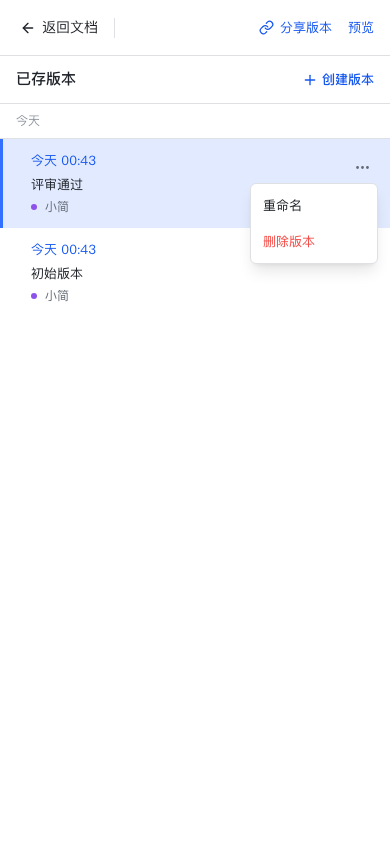 返回文档
分享版本 预览
已存版本
创建版本
今天
今天 00:43
评审通过
小简
重命名
删除版本
今天 00:43
初始版本
小简